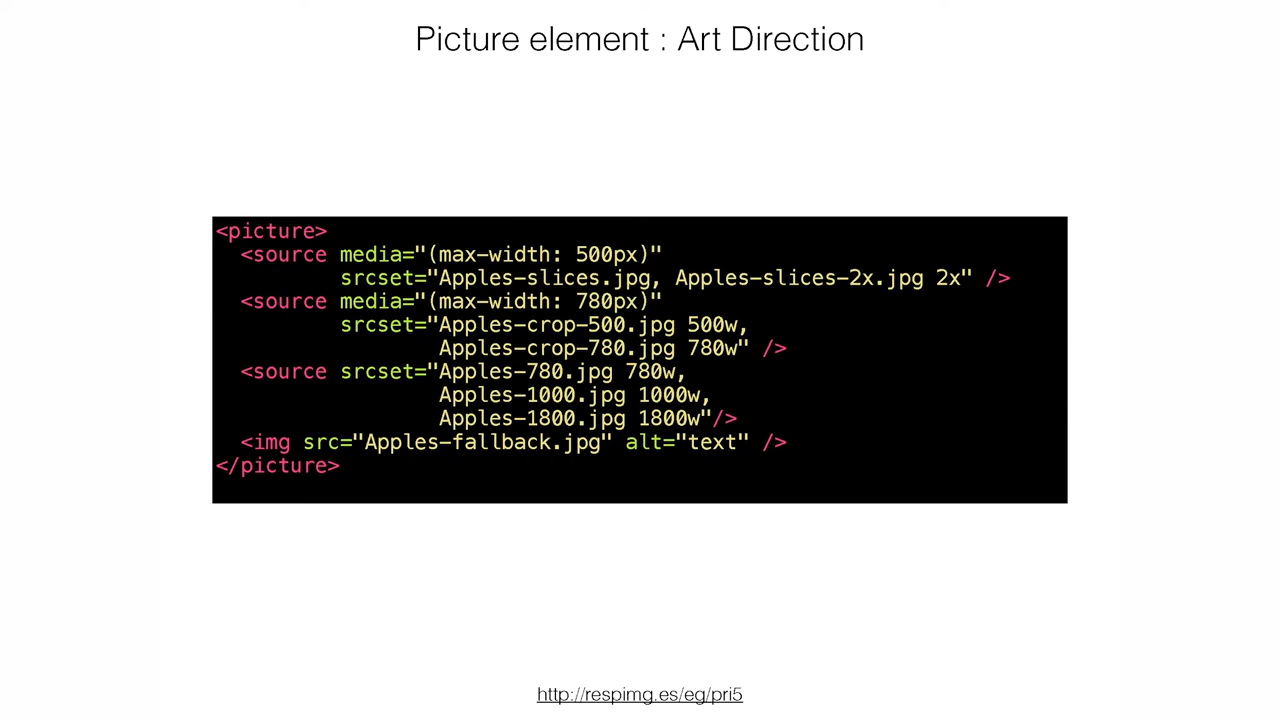 Picture element : Art Direction
<picture>
  <source media="(max-width: 500px)"
          srcset="Apples-slices.jpg, Apples-slices-2x.jpg 2x" />
  <source media="(max-width: 780px)"
          srcset="Apples-crop-500.jpg 500w,
                  Apples-crop-780.jpg 780w" />
  <source srcset="Apples-780.jpg 780w,
                  Apples-1000.jpg 1000w,
                  Apples-1800.jpg 1800w"/>
  <img src="Apples-fallback.jpg" alt="text" />
</picture>
http://respimg.es/eg/pri5